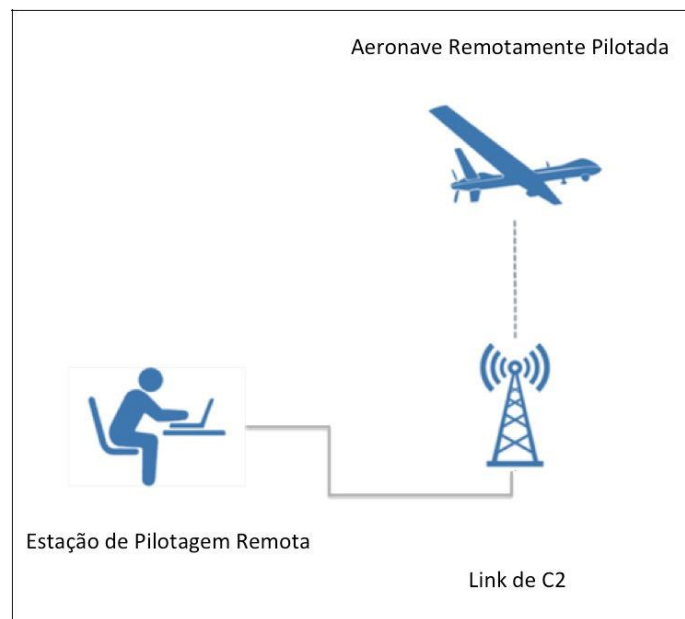 Aeronave Remotamente Pilotada
Estação de Pilotagem Remota
Link de C2